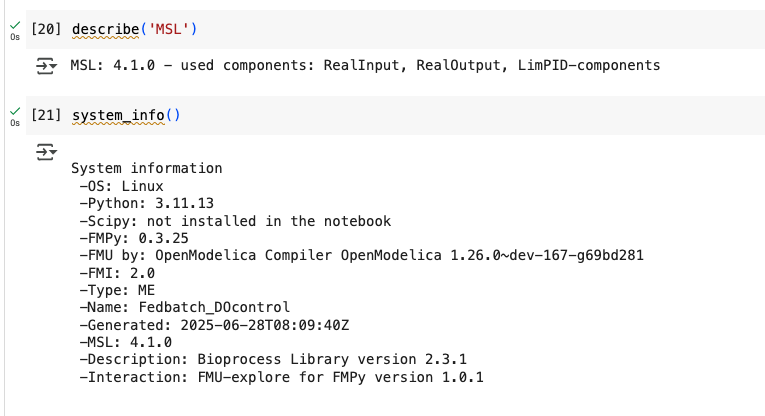 [20] describe('MSL')
0s
MSL: 4.1.0 - used components: RealInput, RealOutput, LimPID-components
[21] system_info()
0s
System information
-OS: Linux
-Python: 3.11.13
-Scipy: not installed in the notebook
-FMPy: 0.3.25
-FMU by: OpenModelica Compiler OpenModelica 1.26.0~dev-167-g69bd281
-FMI: 2.0
-Type: ME
-Name: Fedbatch_DOcontrol
-Generated: 2025-06-28T08:09:40Z
-MSL: 4.1.0
-Description: Bioprocess Library version 2.3.1
-Interaction: FMU-explore for FMPy version 1.0.1